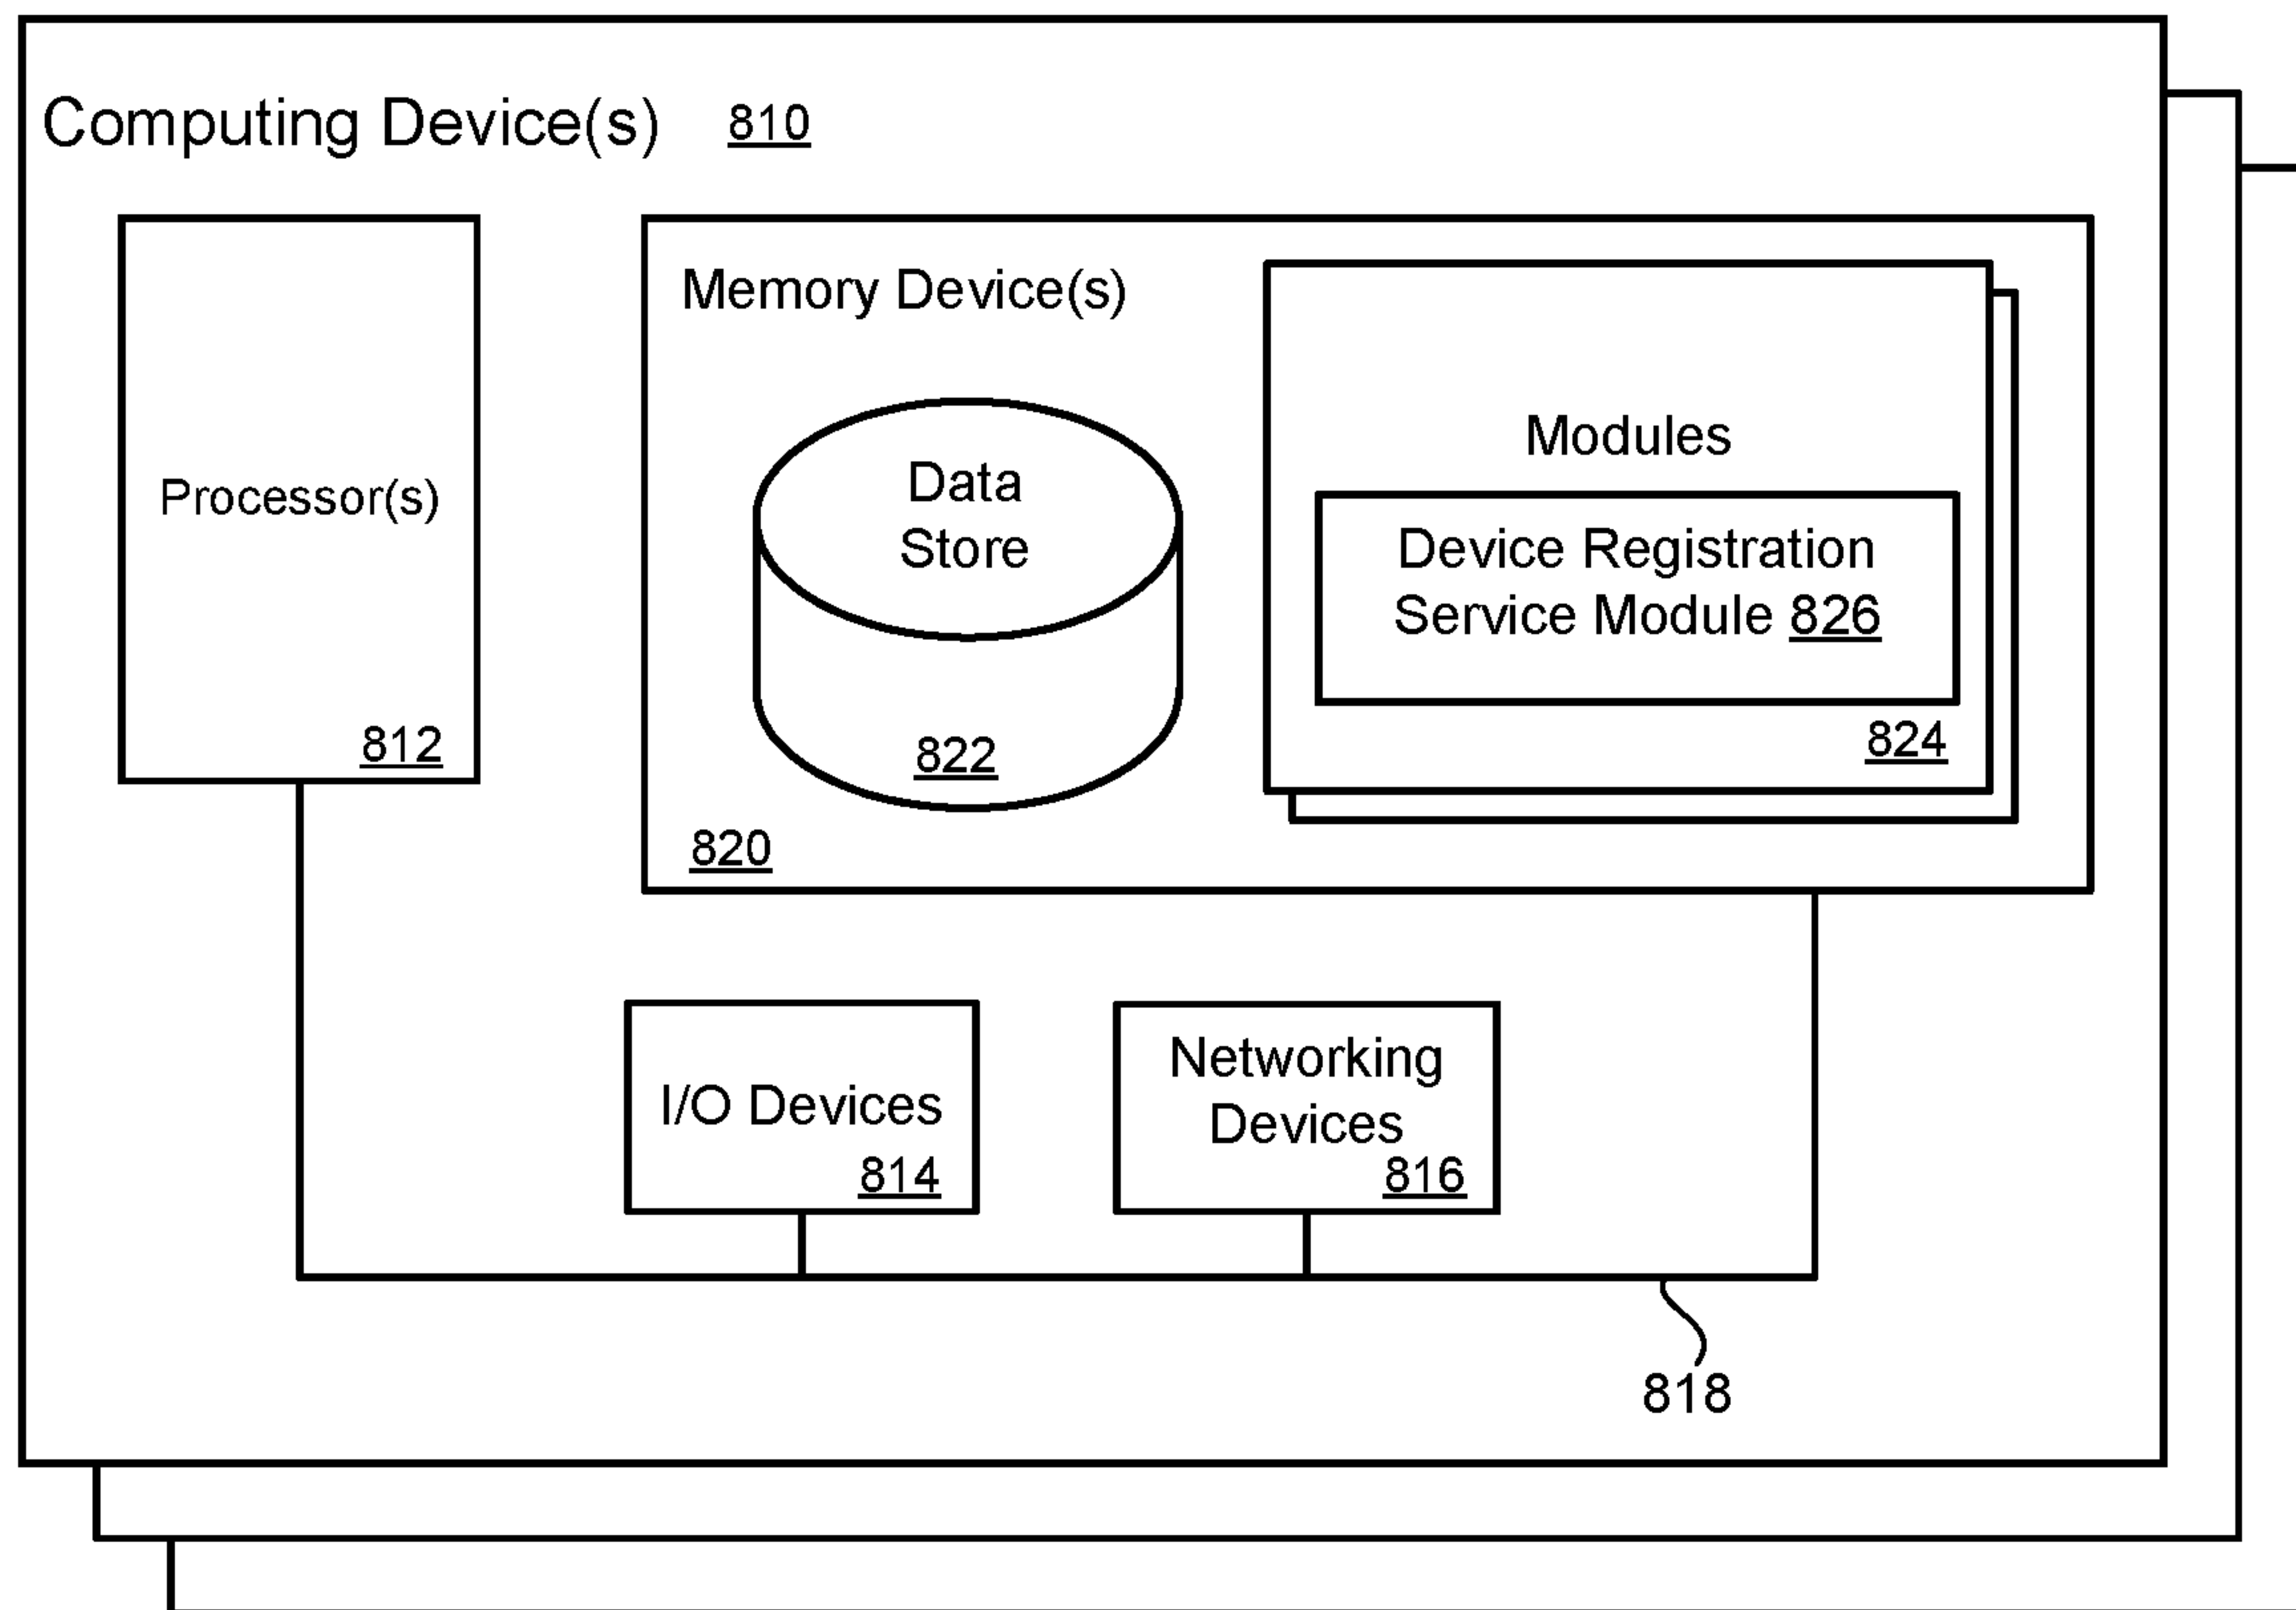 Computing Device(s) 810
Processor(s)
812
Memory Device(s)
Data
Store
822
820
Modules
Device Registration
Service Module 826
824
I/O Devices
814
Networking
Devices
816
818